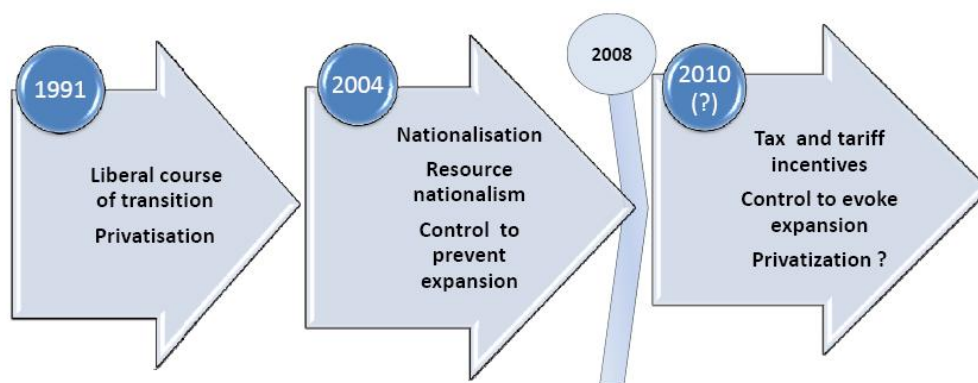 1991
Liberal course
of transition
Privatisation
2004
Nationalisation
Resource
nationalism
Control to
prevent
expansion
2008
2010
(?)
Tax and tariff
incentives
Control to evoke
expansion
Privatization ?